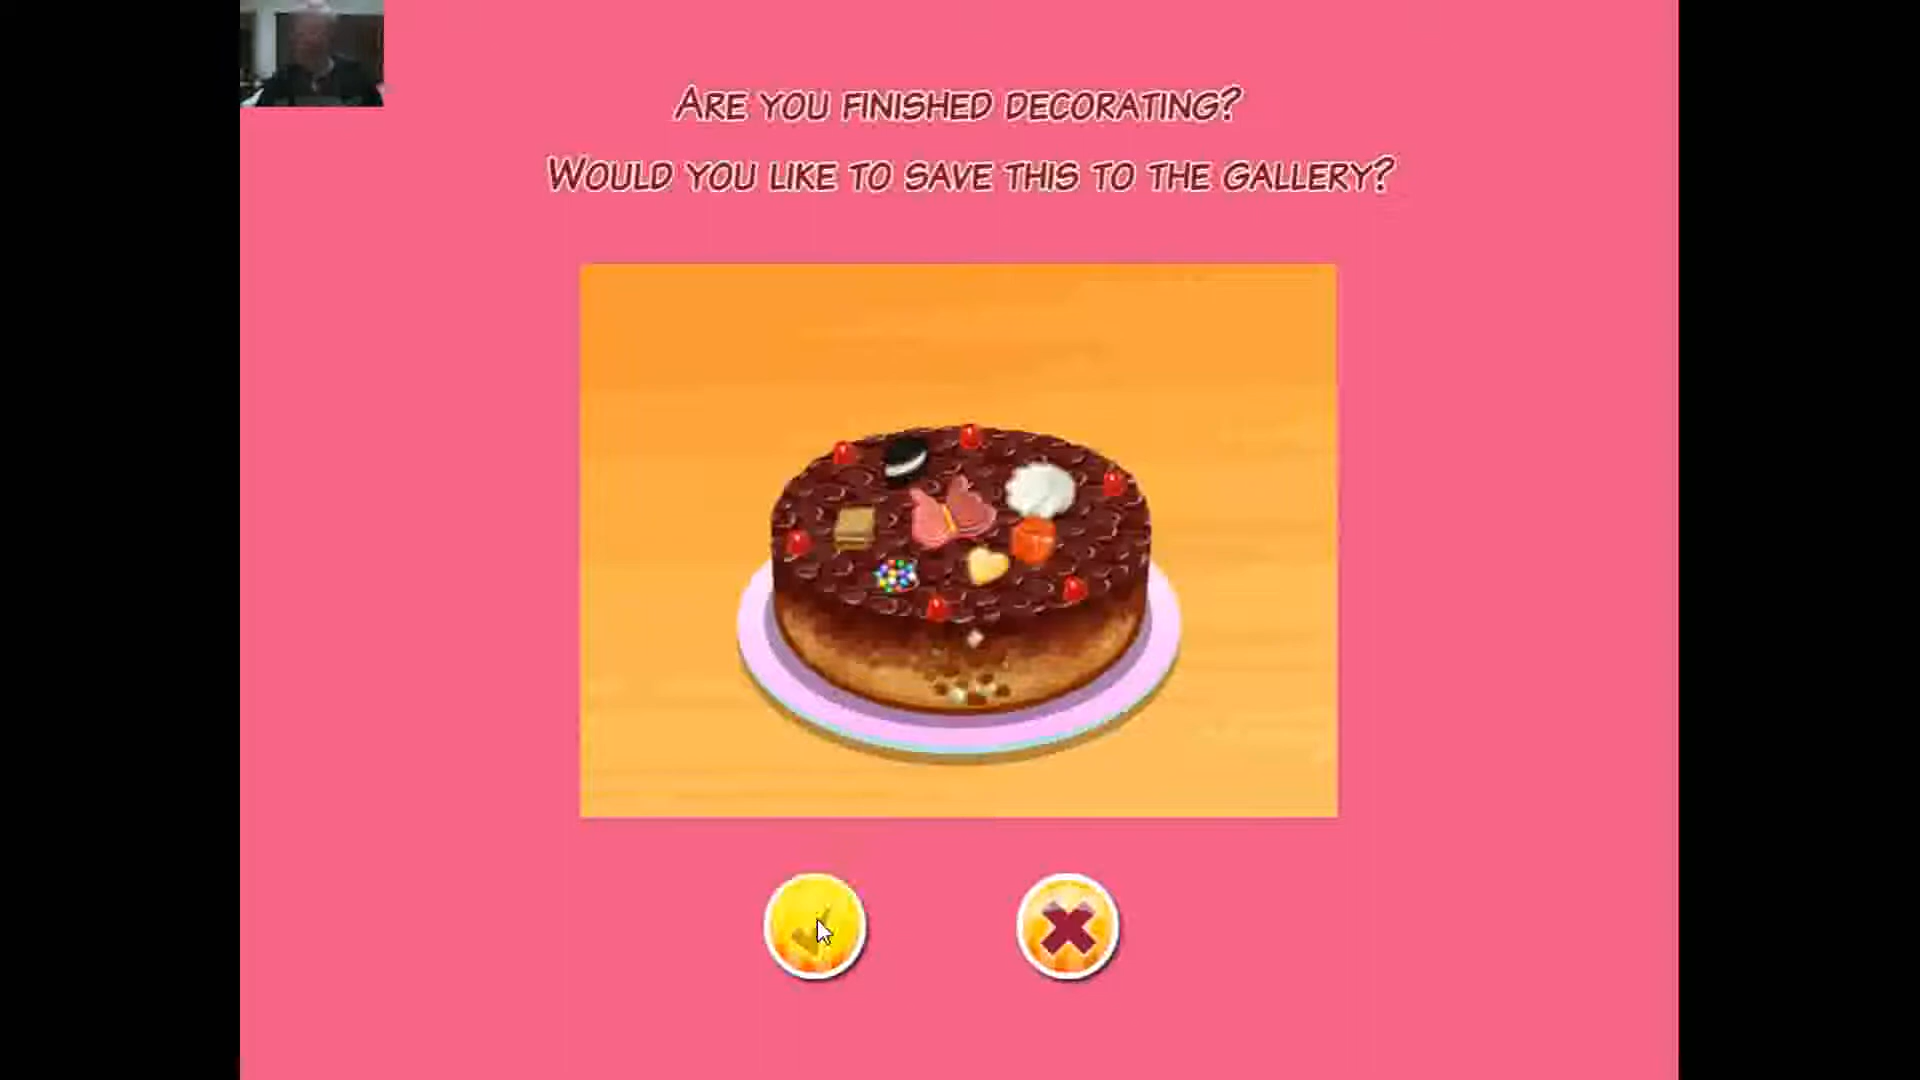 ARE YOU FINISHED DECORATING?
WOULD YOU LIKE TO SAVE THIS TO THE GALLERY?